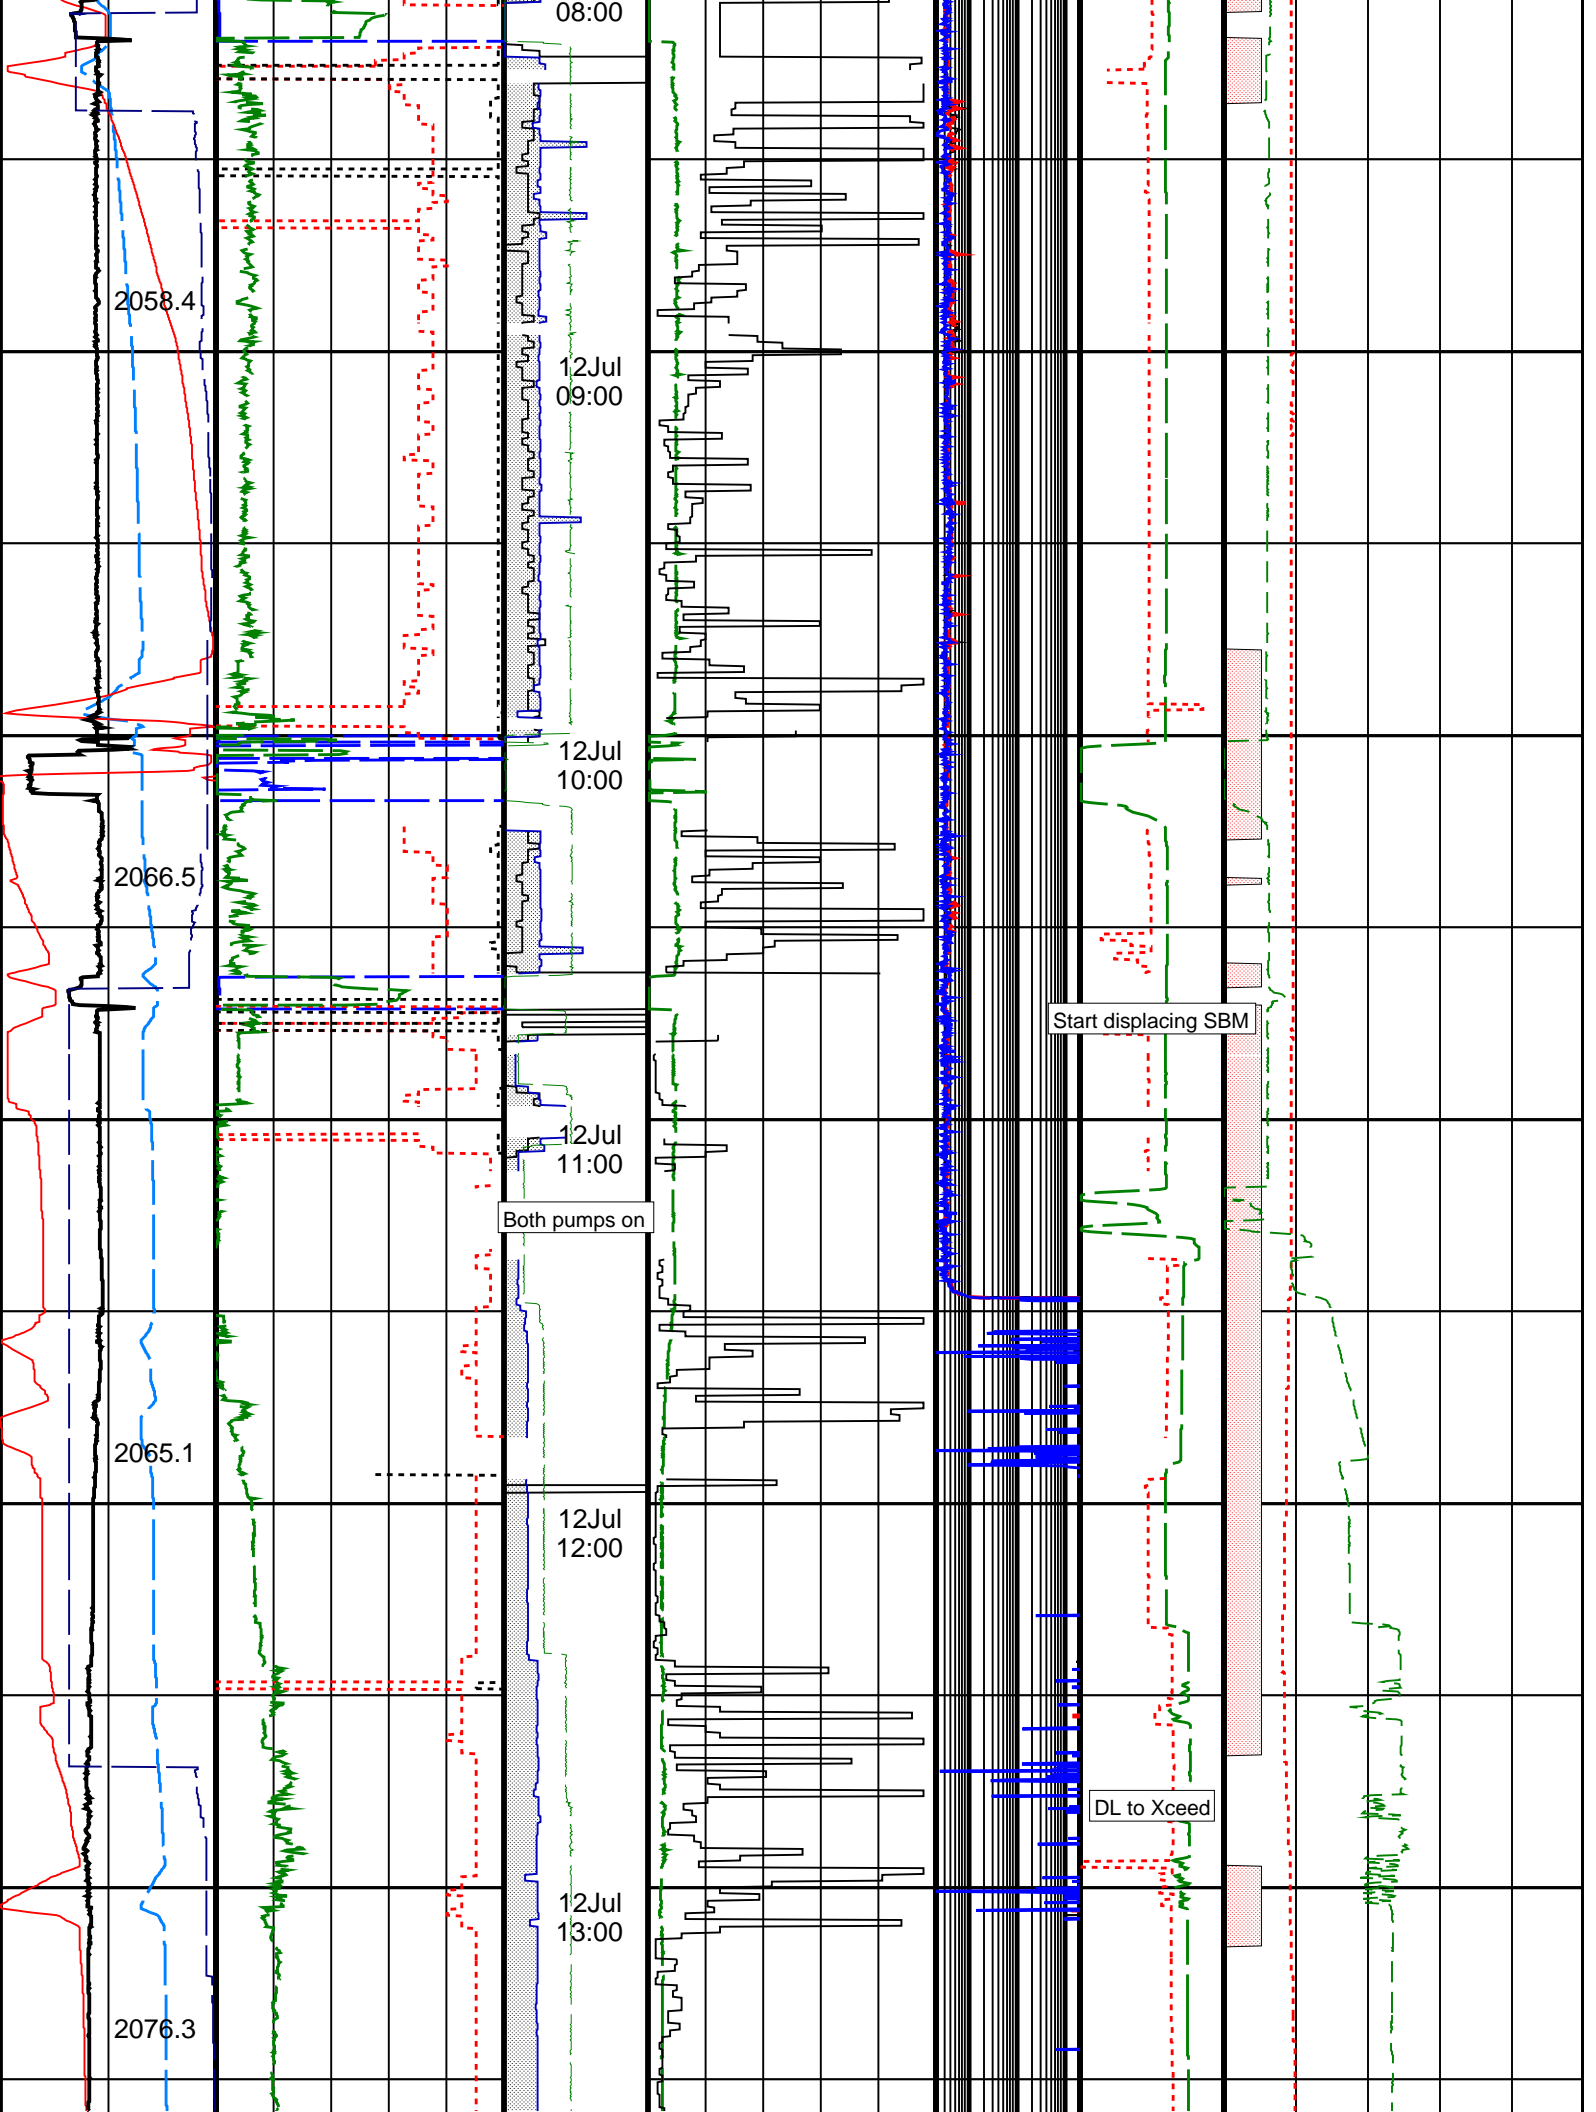 08:00
2058.4
12Jul
09:00
12Jul
10:00
2066.5
Start displacing SBM
12Jul
11:00
Both pumps on
2065.1
12Jul
12:00
DL to Xceed
12Jul
13:00
2076.3